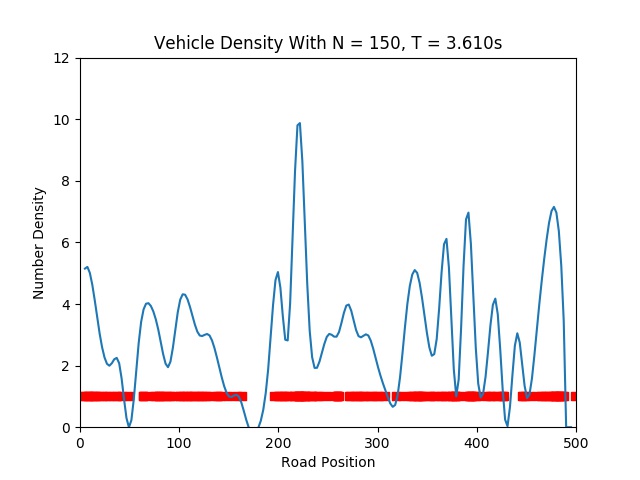 Vehicle Density With N = 150, T = 3.610s
12
10
8
6
4
2
0
Number Density
0 100 200 300 400 500
Road Position